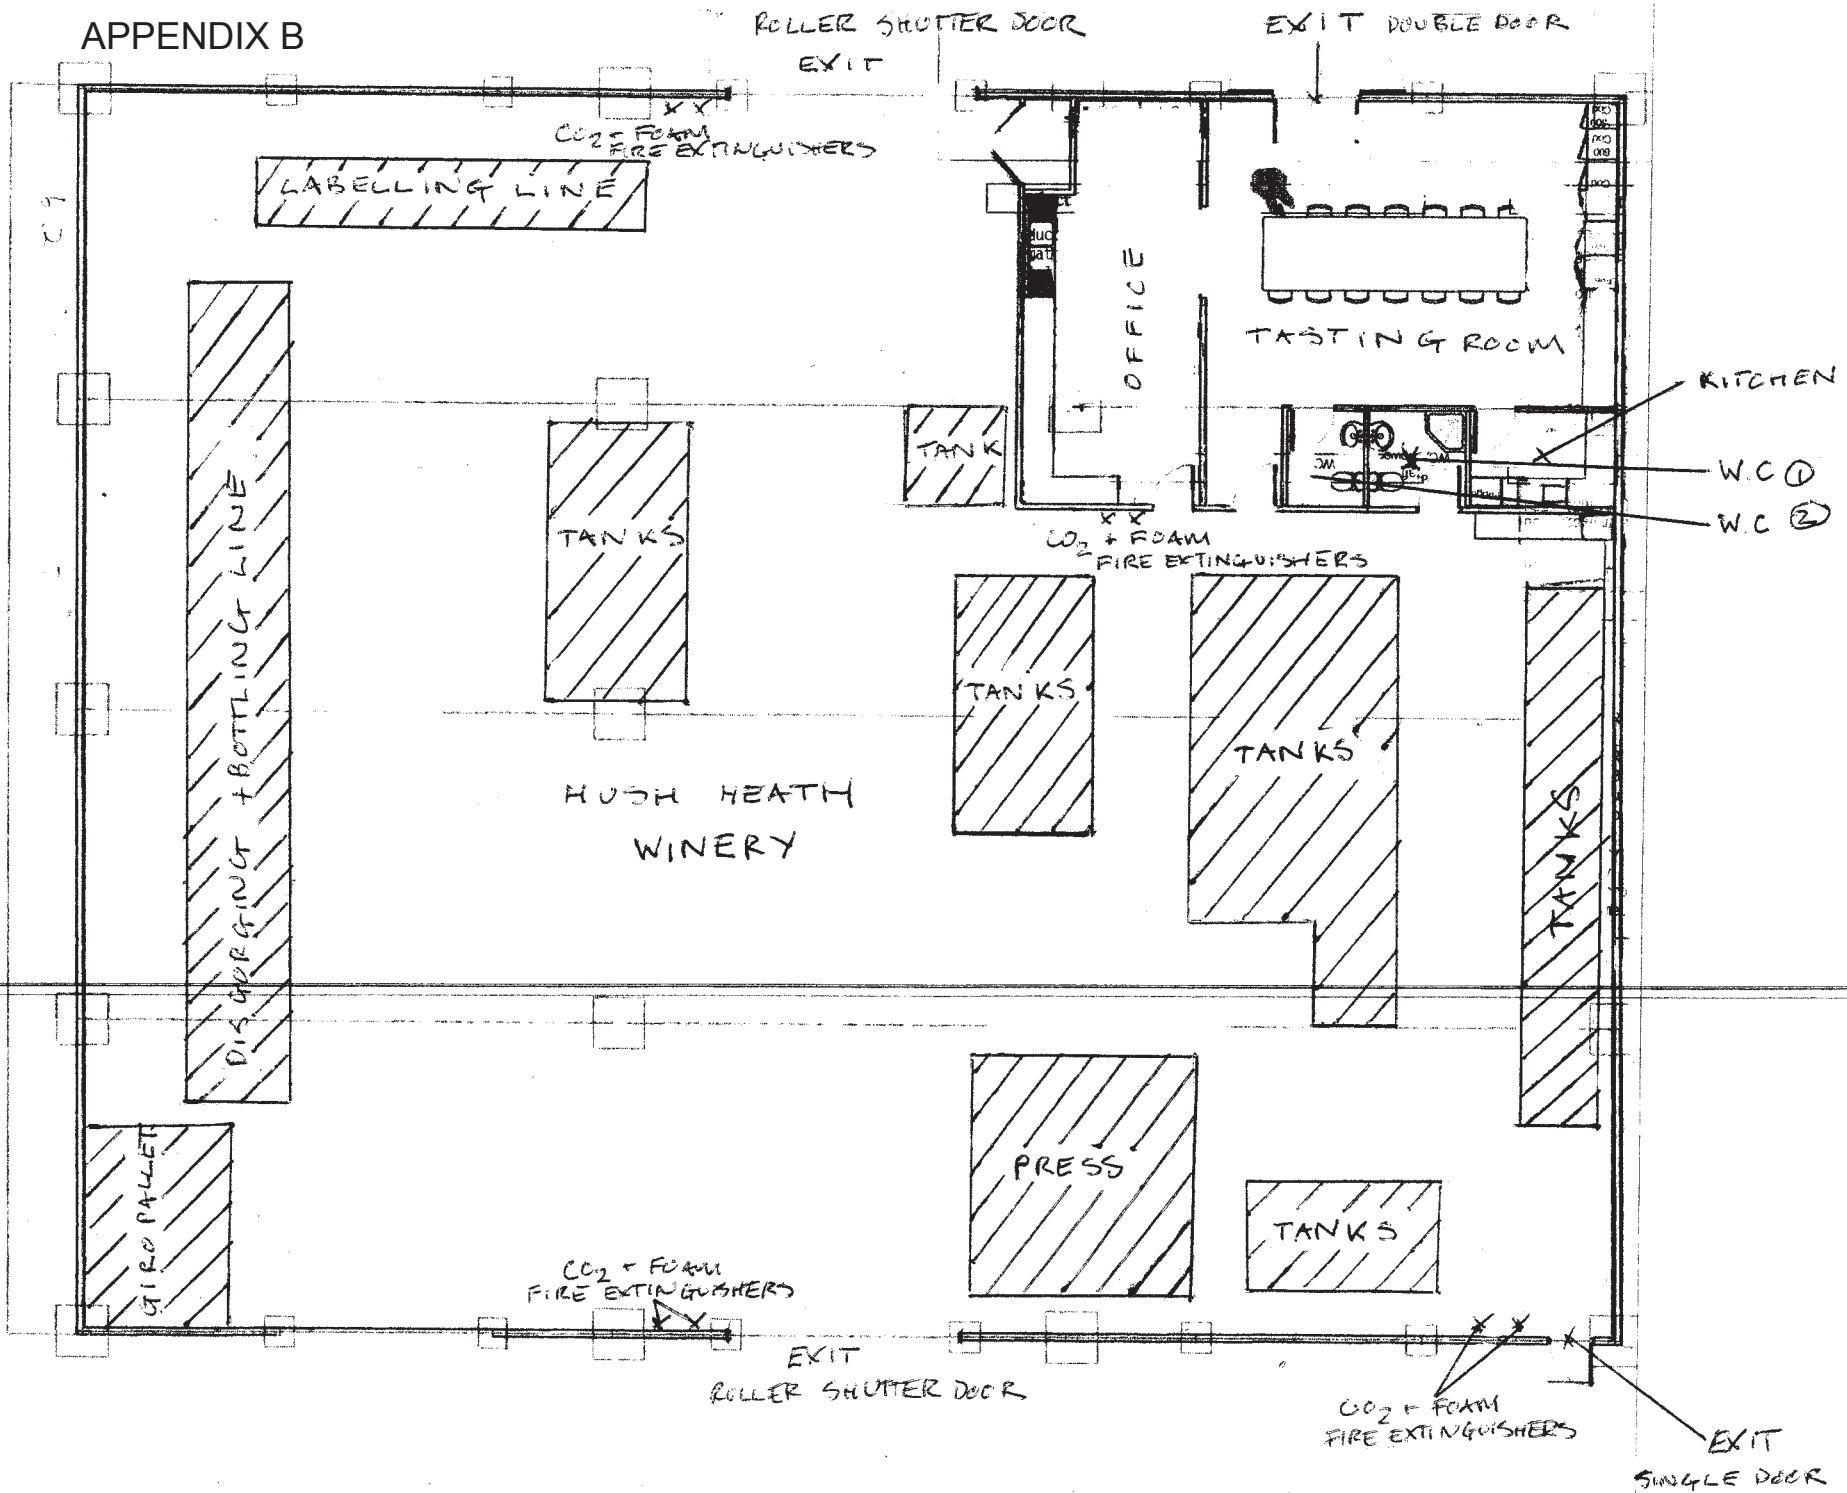 APPENDIX B
ROLLER SHUTTER DOOR
EXIT
EXIT DOUBLE DOOR
CO2 + FOAM
FIRE EXTINGUISHERS
LABELLING LINE
OFFICE
TASTING ROOM
KITCHEN
TANK
WC
W.C ①
W.C ②
CO2 + FOAM
FIRE EXTINGUISHERS
TANKS
DISGORGING + BOTTLING LINE
TANKS
TANKS
TANKS
HUSH HEATH
WINERY
PRESS
TANKS
GIRO PALLET
CO2 + FOAM
FIRE EXTINGUISHERS
EXIT
ROLLER SHUTTER DOOR
CO2 + FOAM
FIRE EXTINGUISHERS
EXIT
SINGLE DOOR